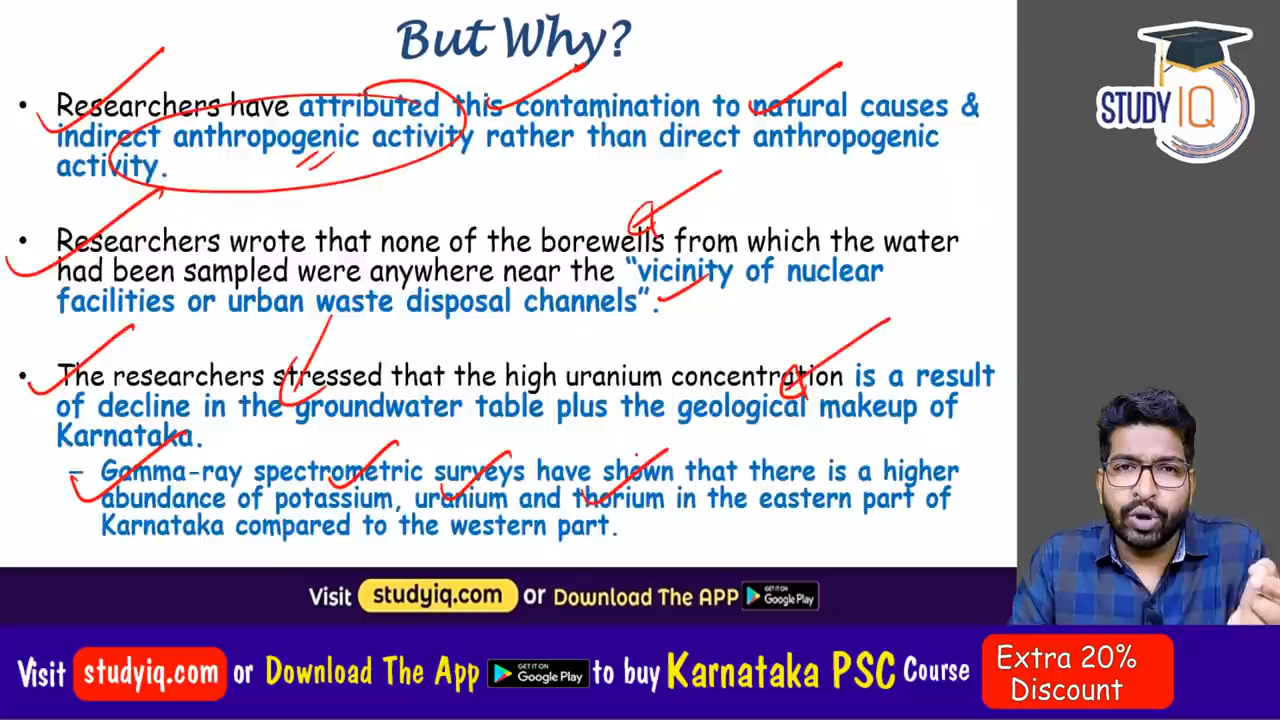 But Why?
• Researchers have attributed this contamination to natural causes &
indirect anthropogenic activity rather than direct anthropogenic
activity.
• Researchers wrote that none of the borewells from which the water
had been sampled were anywhere near the “vicinity of nuclear
facilities or urban waste disposal channels”.
• The researchers stressed that the high uranium concentration is a result
of decline in the groundwater table plus the geological makeup of
Karnataka.
– Gamma-ray spectrometric surveys have shown that there is a higher
abundance of potassium, uranium and thorium in the eastern part of
Karnataka compared to the western part.
STUDY IQ
Visit studyiq.com or Download The APP GET IT ON Google Play
Visit studyiq.com or Download The App GET IT ON Google Play to buy Karnataka PSC Course
Extra 20%
Discount